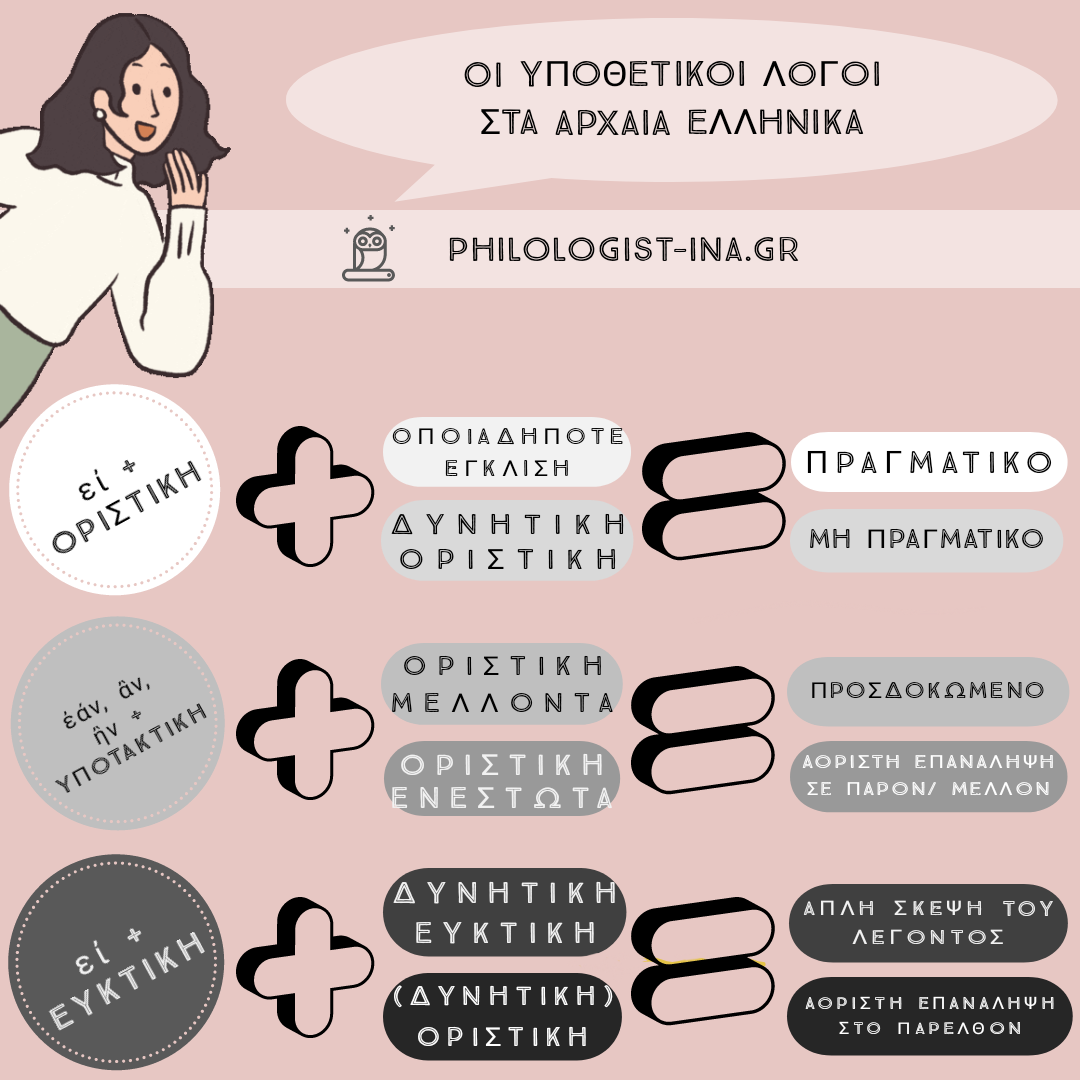 ΟΙ ΥΠΟΘΕΤΙΚΟΙ ΛΟΓΟΙ
ΣΤΑ ΑΡΧΑΙΑ ΕΛΛΗΝΙΚΑ
PHILOLOGIST-INA.GR
εί +
ΟΡΙΣΤΙΚΗ
ΟΠΟΙΑΔΗΠΟΤΕ
ΕΓΚΛΙΣΗ
ΔΥΝΗΤΙΚΗ
ΟΡΙΣΤΙΚΗ
ΠΡΑΓΜΑΤΙΚΟ
ΜΗ ΠΡΑΓΜΑΤΙΚΟ
ἐάν, ἂν,
ἢν +
ΥΠΟΤΑΚΤΙΚΗ
ΟΡΙΣΤΙΚΗ
ΜΕΛΛΟΝΤΑ
ΟΡΙΣΤΙΚΗ
ΕΝΕΣΤΩΤΑ
ΠΡΟΣΔΟΚΩΜΕΝΟ
ΑΟΡΙΣΤΗ ΕΠΑΝΑΛΗΨΗ
ΣΕ ΠΑΡΟΝ/ ΜΕΛΛΟΝ
εί +
ΕΥΚΤΙΚΗ
ΔΥΝΗΤΙΚΗ
ΕΥΚΤΙΚΗ
(ΔΥΝΗΤΙΚΗ)
ΟΡΙΣΤΙΚΗ
ΑΠΛΗ ΣΚΕΨΗ ΤΟΥ
ΛΕΓΟΝΤΟΣ
ΑΟΡΙΣΤΗ ΕΠΑΝΑΛΗΨΗ
ΣΤΟ ΠΑΡΕΛΘΟΝ